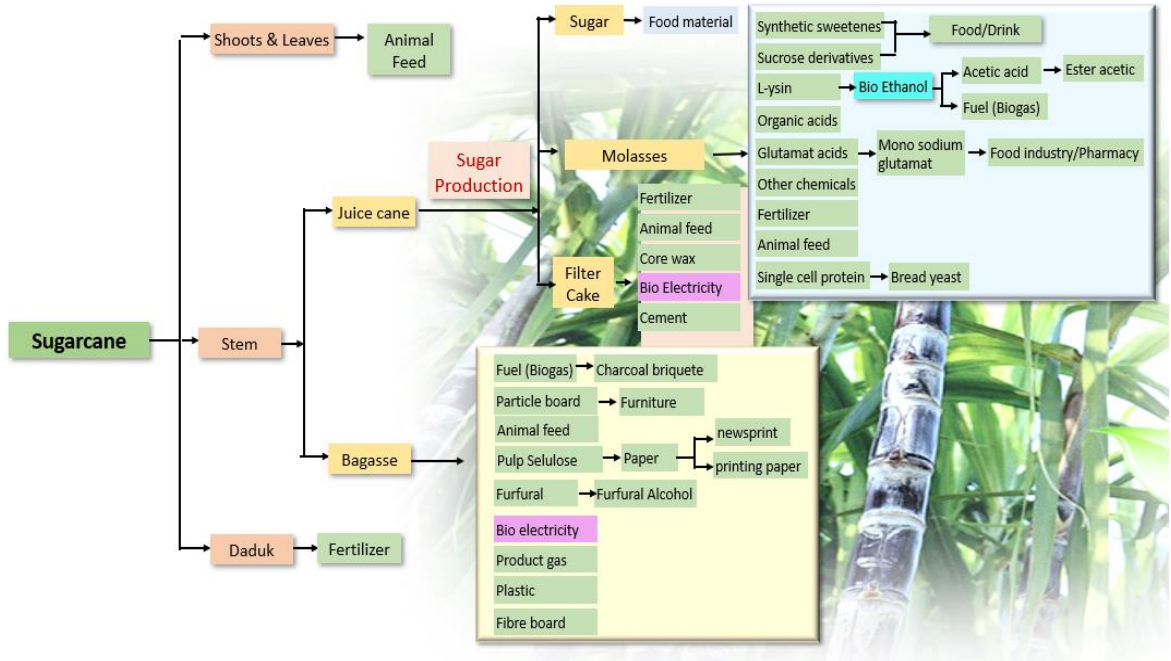 Sugarcane
Shoots & Leaves
Animal
Feed
Stem
Juice cane
Sugar
Production
Sugar
Food material
Molasses
Synthetic sweetenes
Sucrose derivatives
Food/Drink
L-ysin
Bio Ethanol
Acetic acid
Ester acetic
Fuel (Biogas)
Organic acids
Glutamat acids
Mono sodium
glutamat
Food industry/Pharmacy
Other chemicals
Fertilizer
Animal feed
Single cell protein
Bread yeast
Filter
Cake
Fertilizer
Animal feed
Core wax
Bio Electricity
Cement
Bagasse
Fuel (Biogas)
Charcoal briquete
Particle board
Furniture
Animal feed
Pulp Selulose
Paper
newsprint
printing paper
Furfural
Furfural Alcohol
Bio electricity
Product gas
Plastic
Fibre board
Daduk
Fertilizer